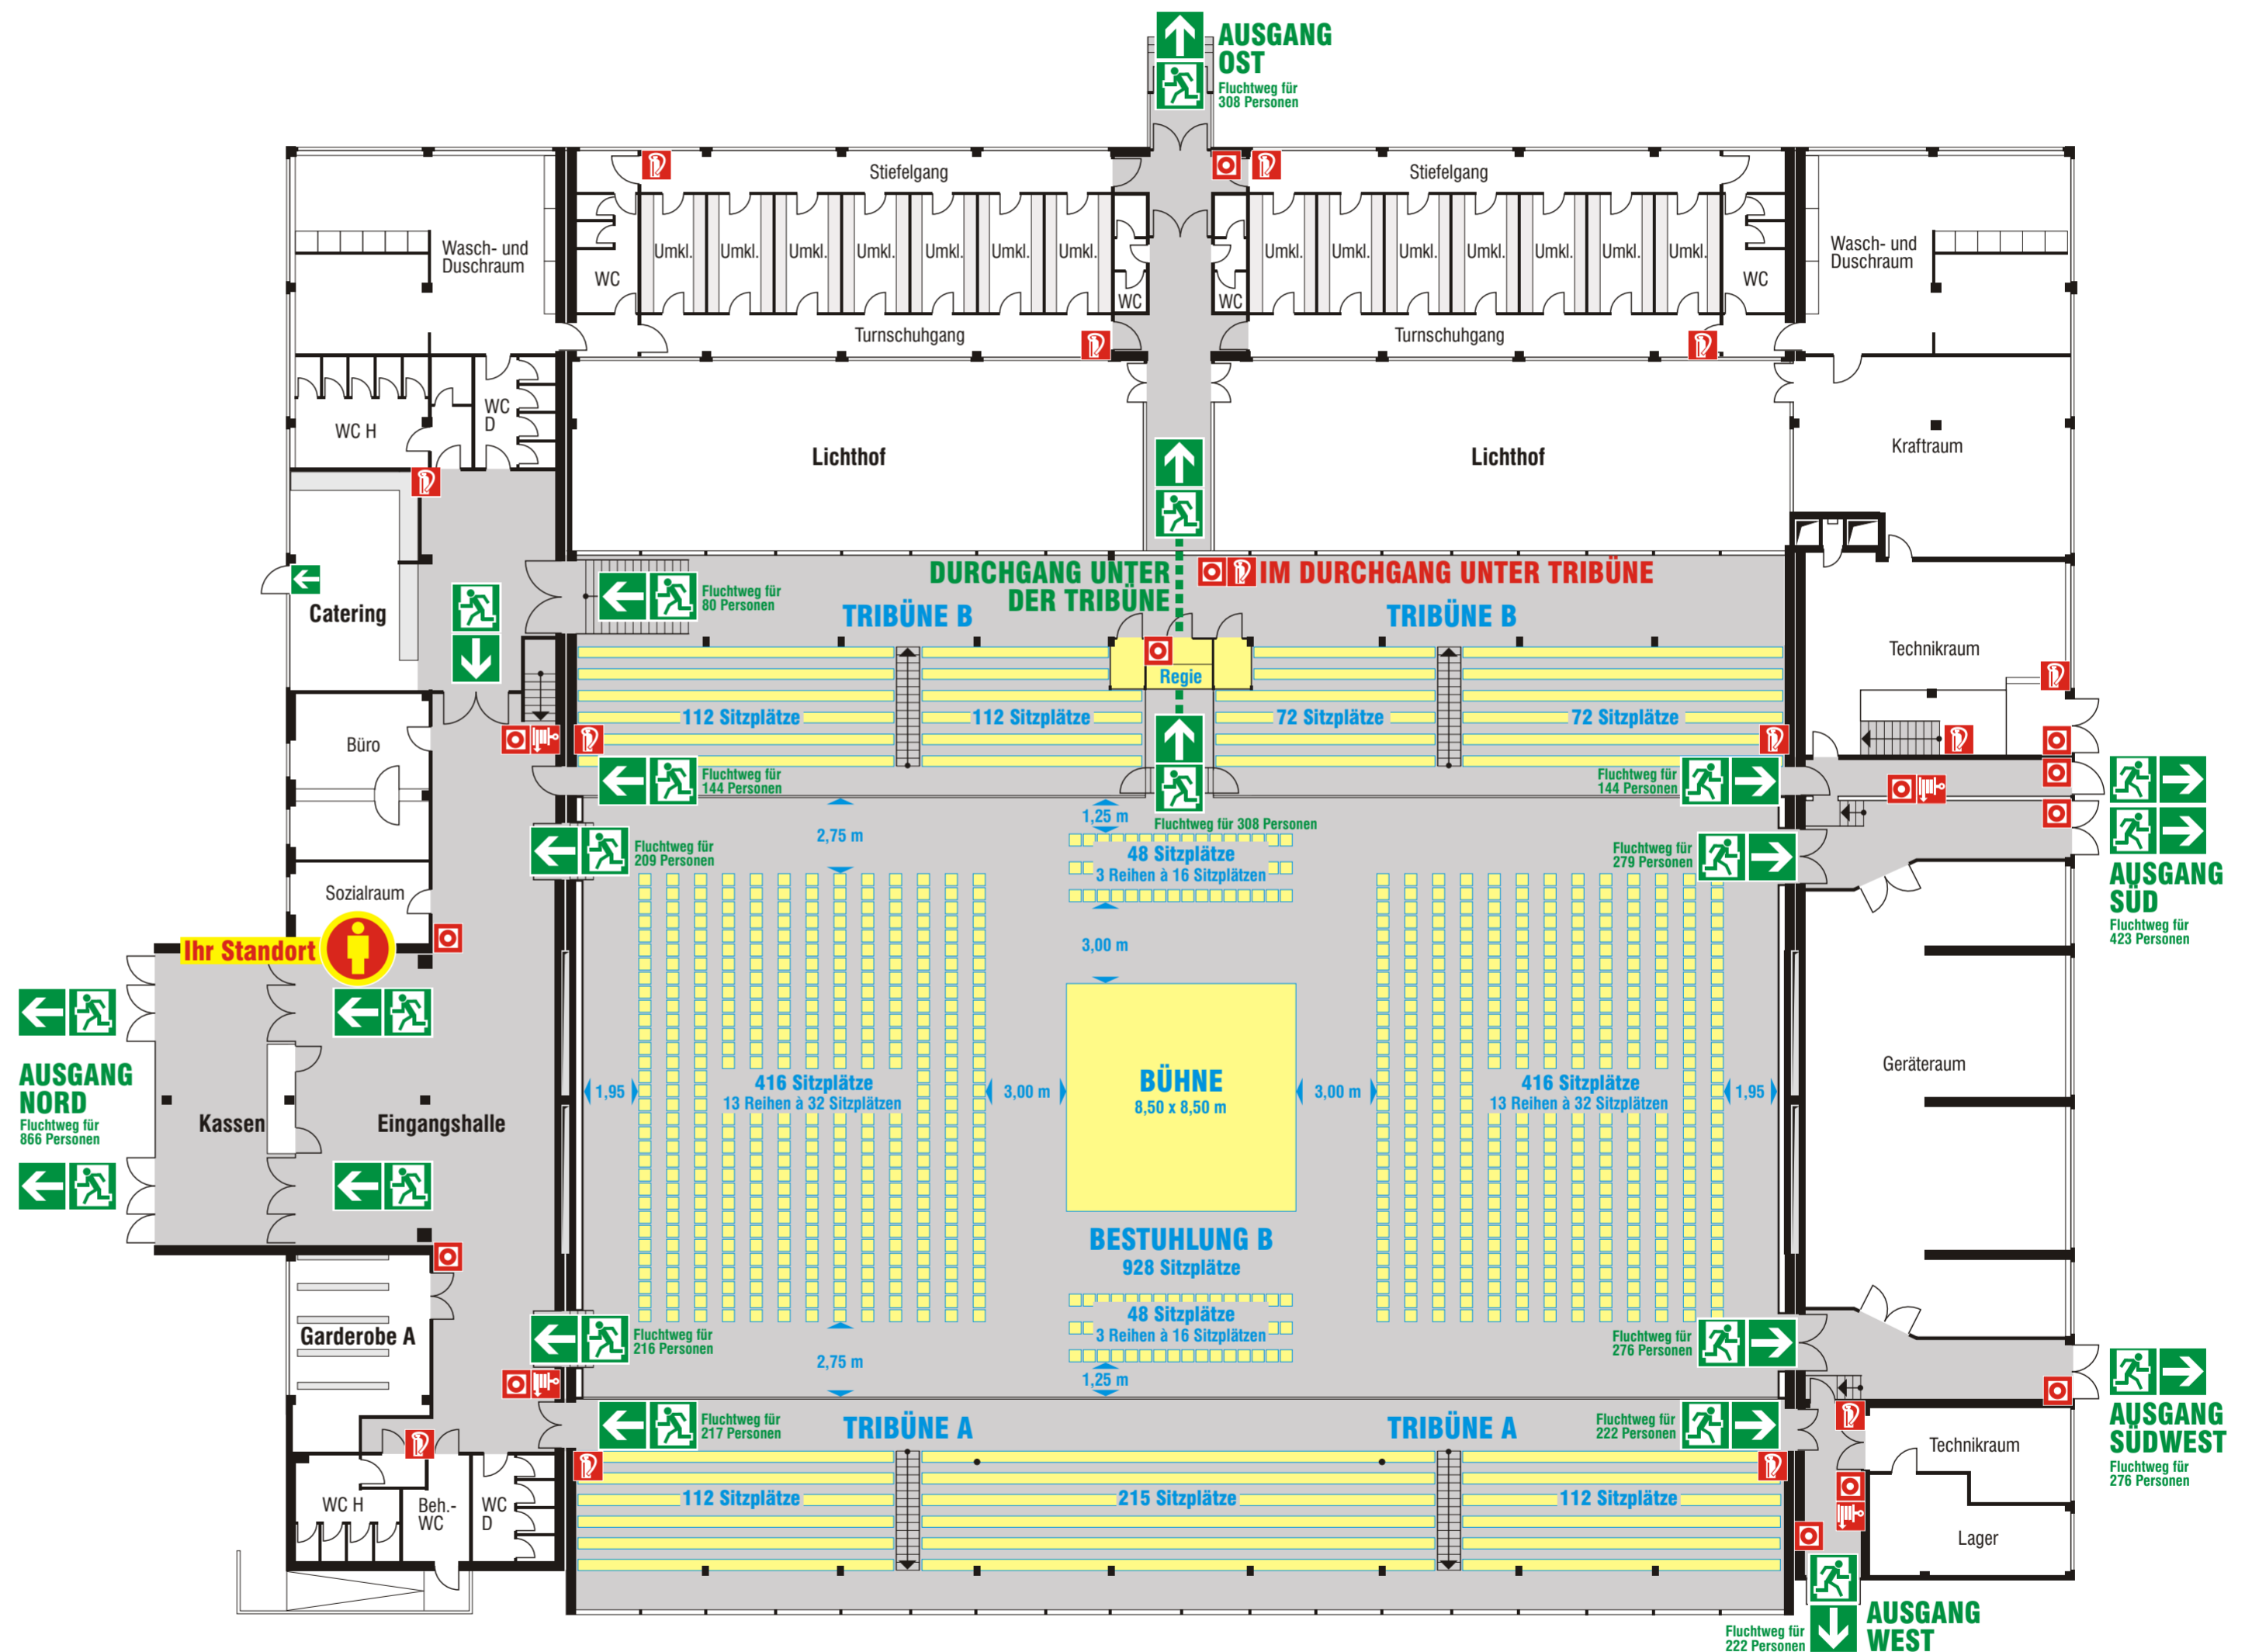 AUSGANG
OST
Fluchtweg für
308 Personen
Stiefelgang
Stiefelgang
Wasch- und
Duschraum
WC
Umkl.
Umkl.
Umkl.
Umkl.
Umkl.
Umkl.
Umkl.
WC
WC
Umkl.
Umkl.
Umkl.
Umkl.
Umkl.
Umkl.
Umkl.
WC
Wasch- und
Duschraum
Turnschuhgang
Turnschuhgang
WC H
WC
D
Lichthof
Lichthof
Kraftraum
Catering
Fluchtweg für
80 Personen
DURCHGANG UNTER
DER TRIBÜNE
IM DURCHGANG UNTER TRIBÜNE
TRIBÜNE B
TRIBÜNE B
Technikraum
Regie
112 Sitzplätze
112 Sitzplätze
72 Sitzplätze
72 Sitzplätze
Büro
Fluchtweg für
144 Personen
Fluchtweg für
144 Personen
Fluchtweg für 308 Personen
2,75 m
1,25 m
Fluchtweg für
209 Personen
48 Sitzplätze
3 Reihen à 16 Sitzplätzen
Fluchtweg für
279 Personen
AUSGANG
SÜD
Fluchtweg für
423 Personen
Sozialraum
Ihr Standort
3,00 m
AUSGANG
NORD
Fluchtweg für
866 Personen
Kassen
Eingangshalle
1,95
416 Sitzplätze
13 Reihen à 32 Sitzplätzen
3,00 m
BÜHNE
8,50 x 8,50 m
3,00 m
416 Sitzplätze
13 Reihen à 32 Sitzplätzen
1,95
Geräteraum
BESTUHLUNG B
928 Sitzplätze
Garderobe A
Fluchtweg für
216 Personen
2,75 m
48 Sitzplätze
3 Reihen à 16 Sitzplätzen
1,25 m
Fluchtweg für
276 Personen
AUSGANG
SÜDWEST
Fluchtweg für
276 Personen
Fluchtweg für
217 Personen
TRIBÜNE A
TRIBÜNE A
Fluchtweg für
222 Personen
Technikraum
WC H
Beh.-
WC
WC
D
112 Sitzplätze
215 Sitzplätze
112 Sitzplätze
Lager
AUSGANG
WEST
Fluchtweg für
222 Personen